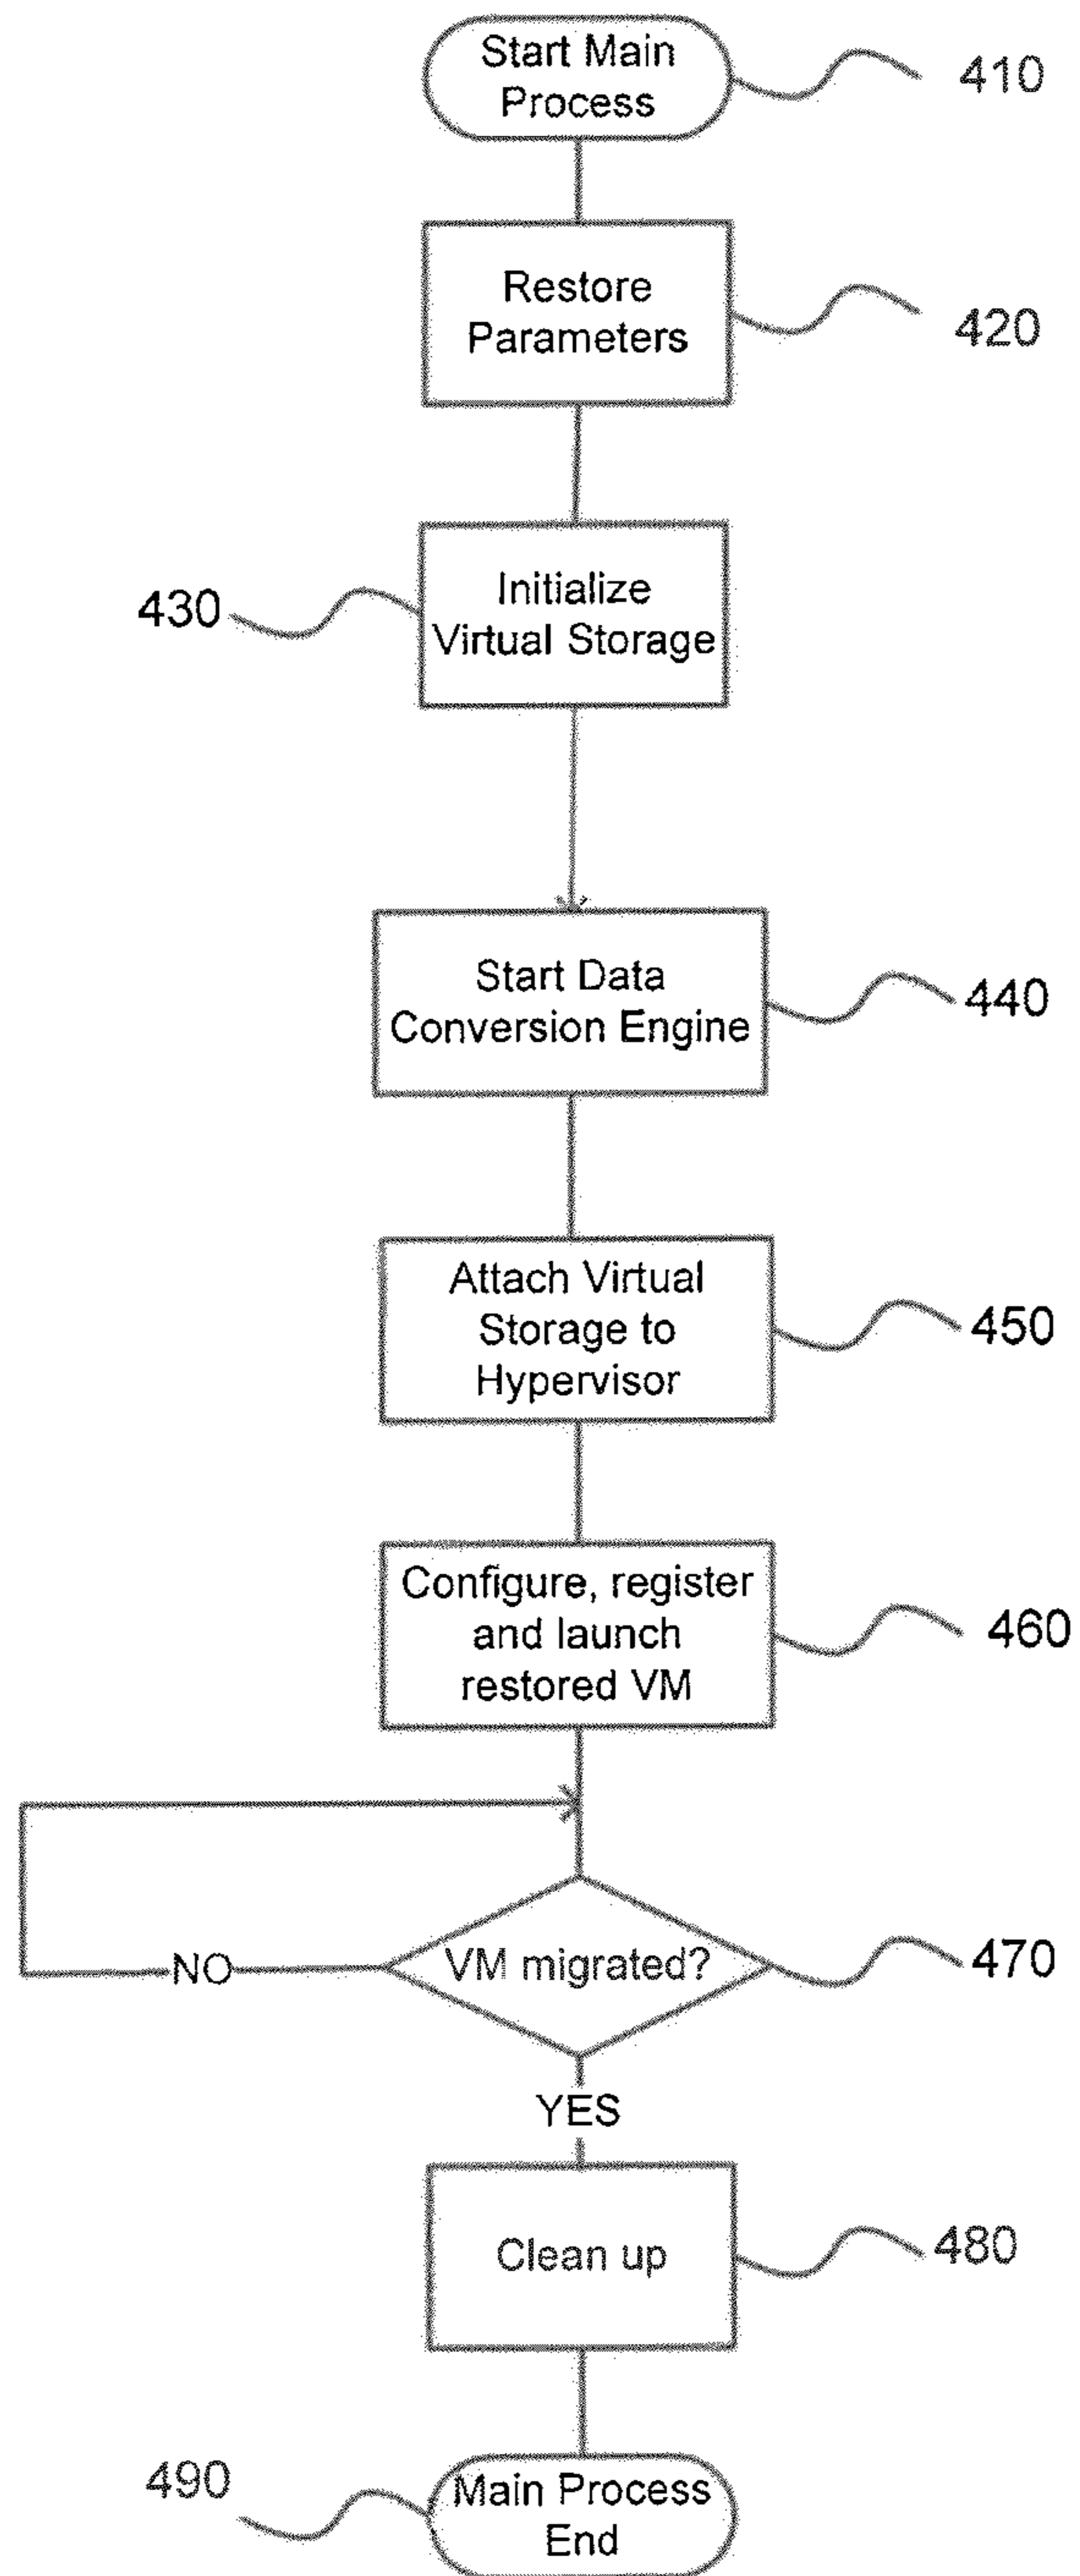 Start Main
Process
410
Restore
Parameters
420
430
Initialize
Virtual Storage
Start Data
Conversion Engine
440
Attach Virtual
Storage to
Hypervisor
450
Configure, register
and launch
restored VM
460
NO
VM migrated?
470
YES
Clean up
480
490
Main Process
End